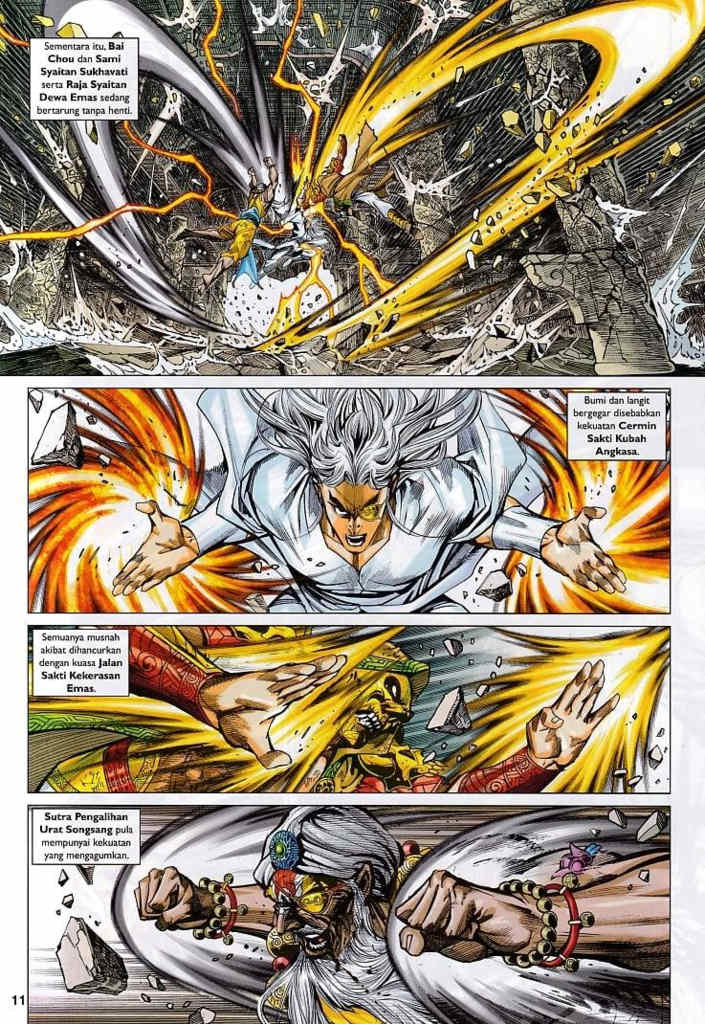 Sementara itu, Bai
Chou dan Sami
Syaitan Sukhavati
serta Raja Syaitan
Dewa Emas sedang
bertarung tanpa henti.
Bumi dan langit
bergegar disebabkan
kekuatan Cermin
Sakti Kubah
Angkasa.
Semuanya musnah
akibat dihancurkan
dengan kuasa Jalan
Sakti Kekerasan
Emas.
Sutra Pengalihan
Urat Songsang pula
mempunyai kekuatan
yang mengagumkan.
11